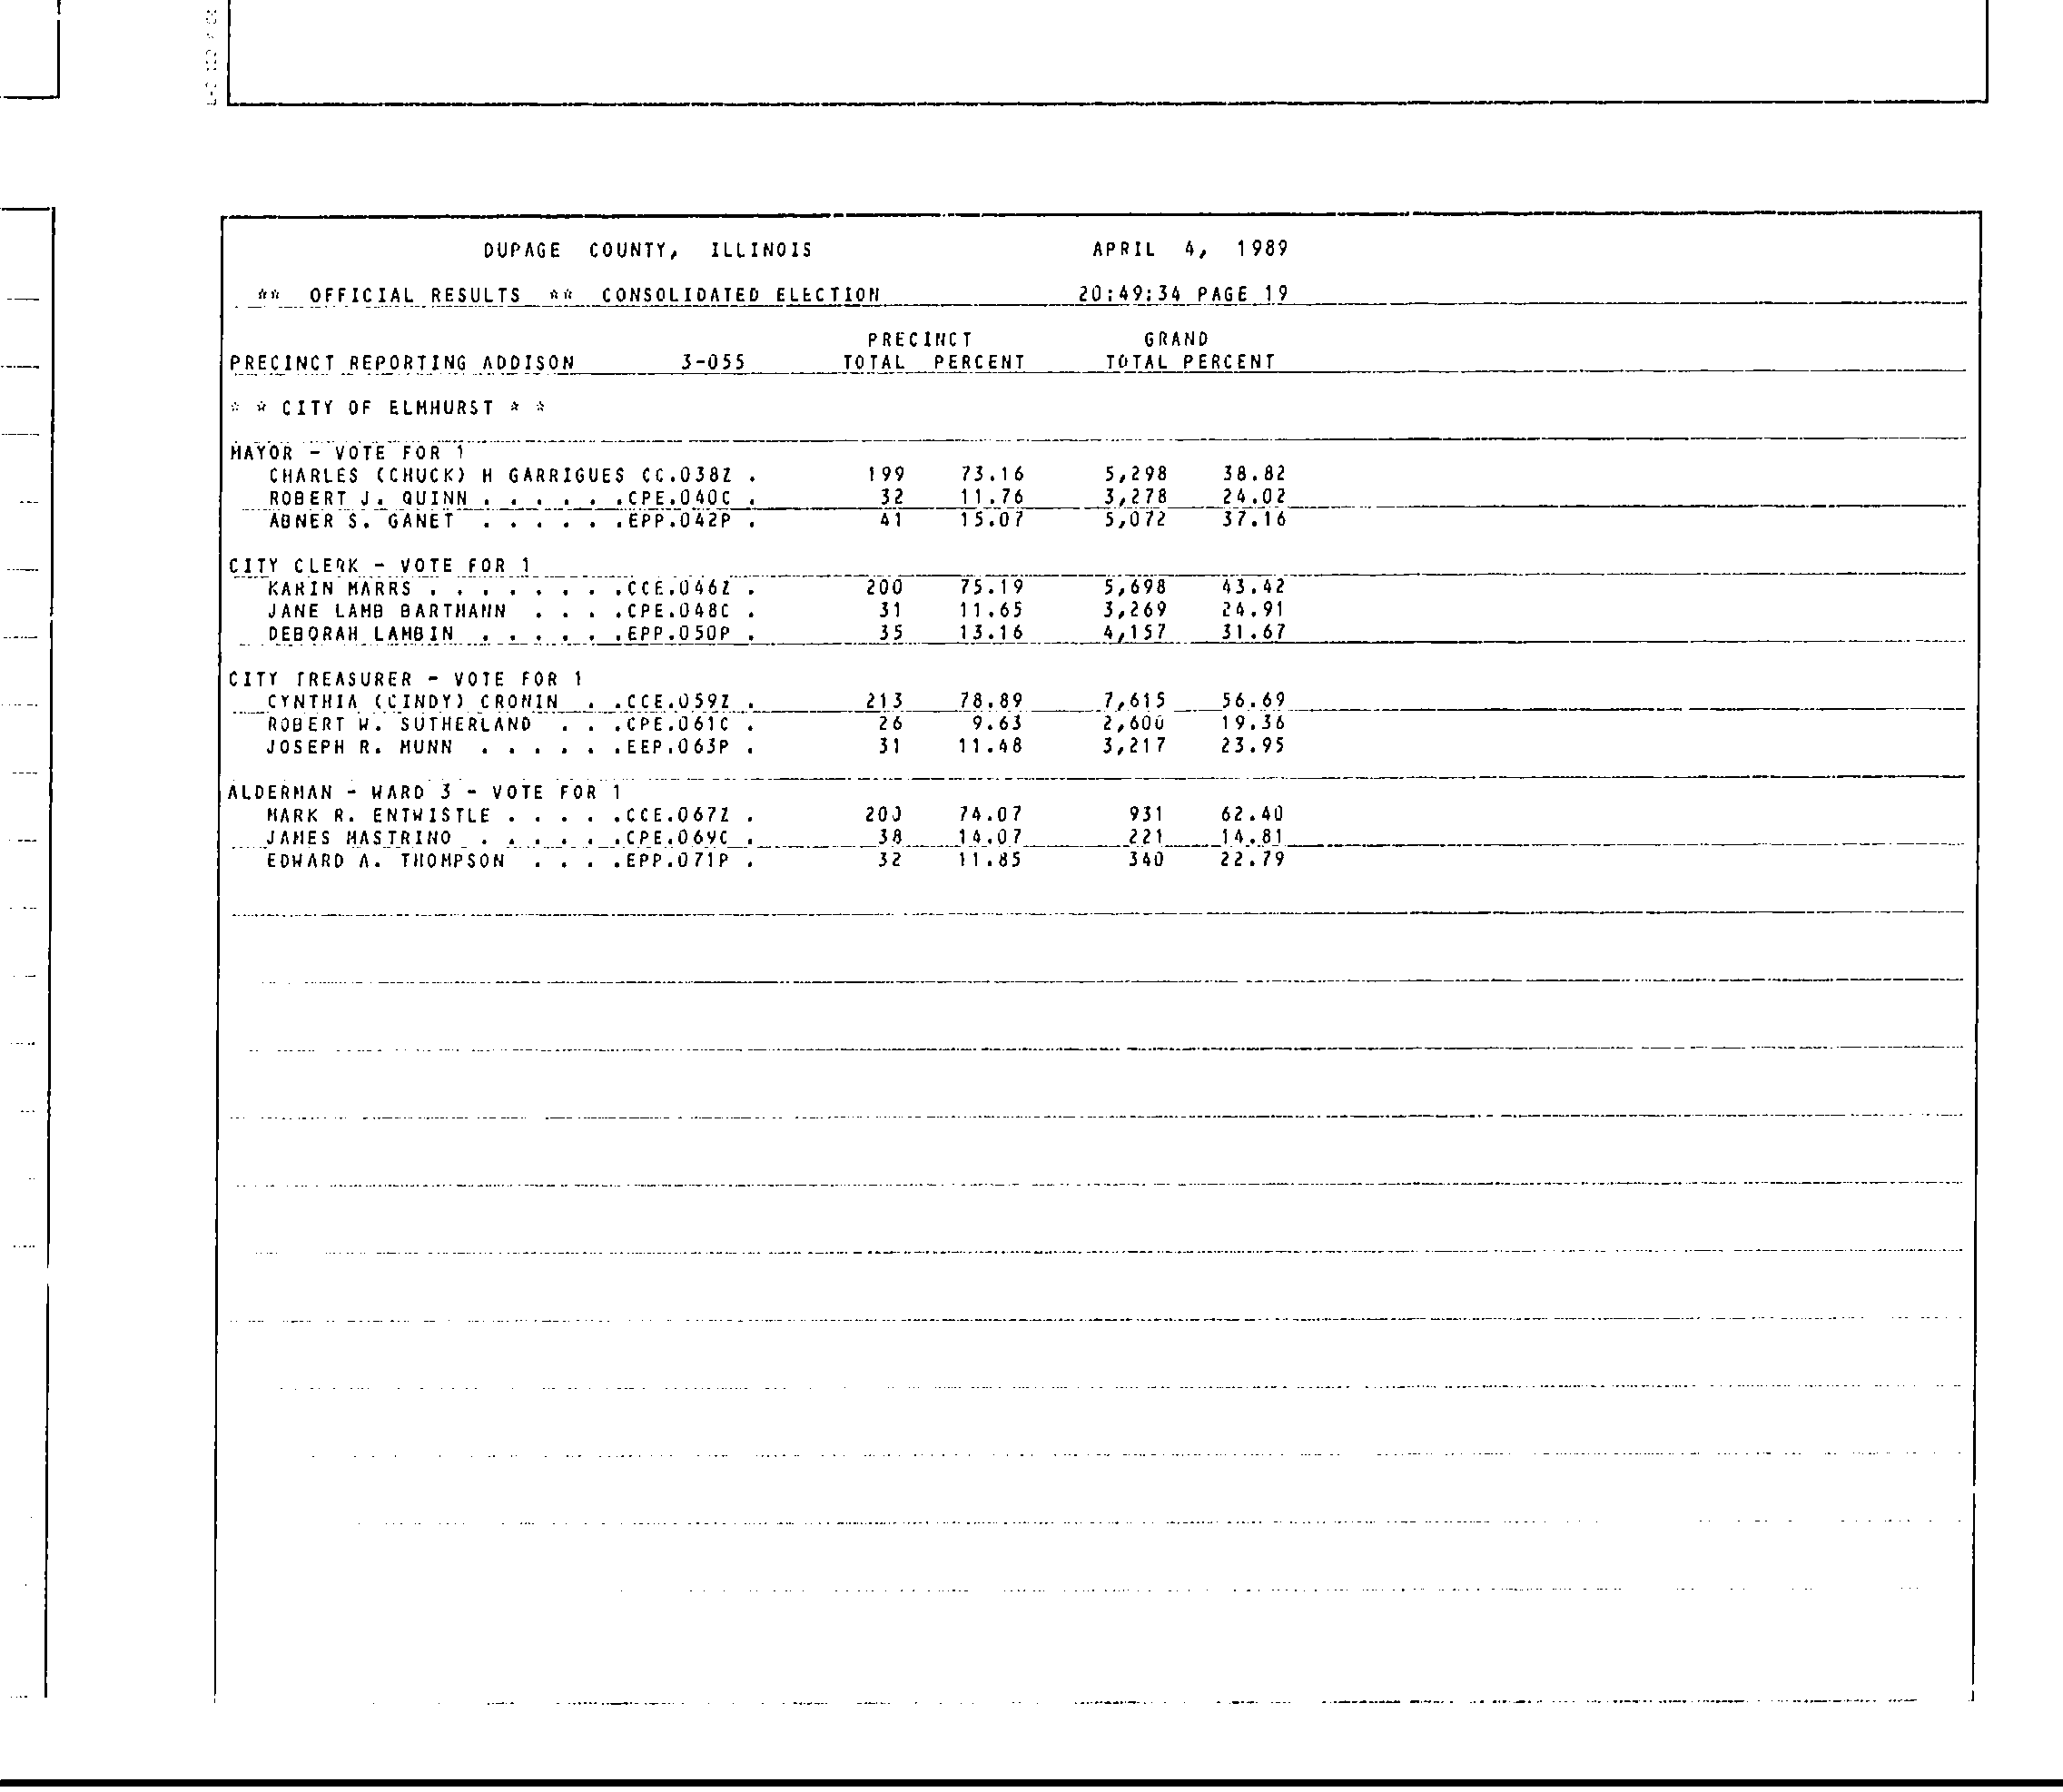 DUPAGE COUNTY, ILLINOIS APRIL 4, 1989
** OFFICIAL RESULTS ** CONSOLIDATED ELECTION 20:49:34 PAGE 19
PRECINCT GRAND
PRECINCT REPORTING ADDISON 3-055 TOTAL PERCENT TOTAL PERCENT
* * CITY OF ELMHURST * *
MAYOR - VOTE FOR 1
CHARLES (CHUCK) H GARRIGUES CC.038Z . 199 73.16 5,298 38.82
ROBERT J. QUINN . . . . . .CPE.040C . 32 11.76 3,278 24.02
ABNER S. GANET . . . . . .EPP.042P . 41 15.07 5,072 37.16
CITY CLERK - VOTE FOR 1
KARIN MARRS . . . . . . . .CCE.046Z . 200 75.19 5,698 43.42
JANE LAMB BARTMANN . . . .CPE.048C . 31 11.65 3,269 24.91
DEBORAH LAMBIN . . . . . .EPP.050P . 35 13.16 4,157 31.67
CITY TREASURER - VOTE FOR 1
CYNTHIA (CINDY) CRONIN . .CCE.059Z . 213 78.89 7,615 56.69
ROBERT W. SUTHERLAND . . .CPE.061C . 26 9.63 2,600 19.36
JOSEPH R. MUNN . . . . . .EEP.063P . 31 11.48 3,217 23.95
ALDERMAN - WARD 3 - VOTE FOR 1
MARK R. ENTWISTLE . . . . .CCE.067Z . 200 74.07 931 62.40
JAMES MASTRINO . . . . . .CPE.069C . 38 14.07 221 14.81
EDWARD A. THOMPSON . . . .EPP.071P . 32 11.85 340 22.79